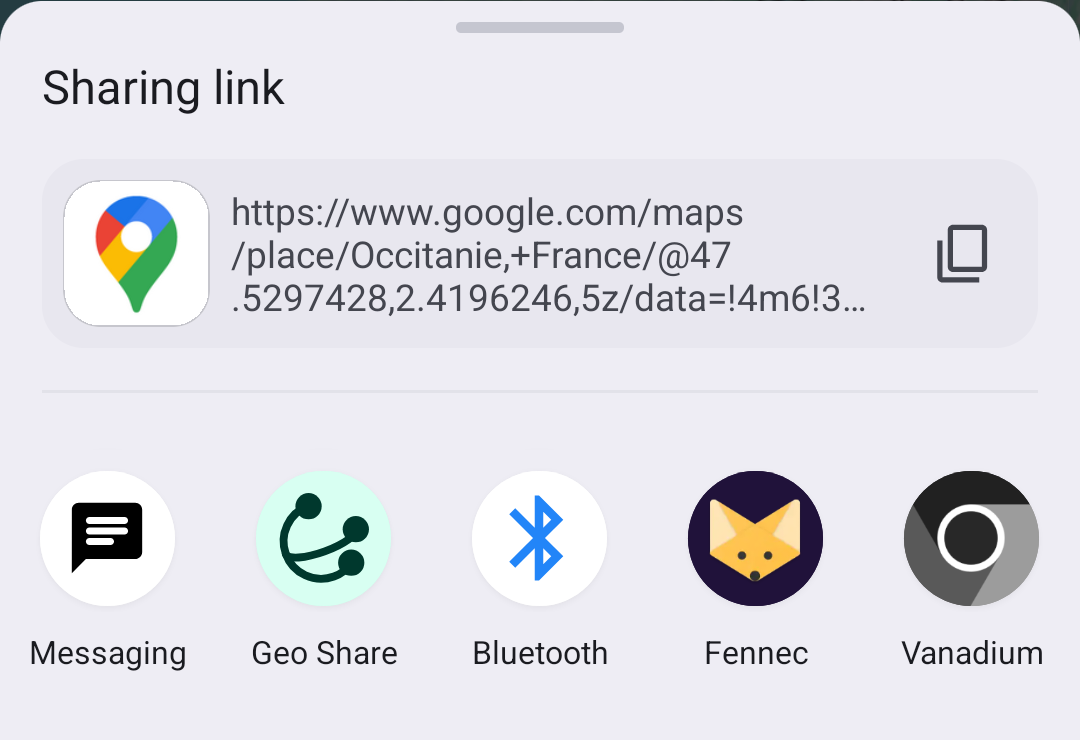 Sharing link
https://www.google.com/maps
/place/Occitanie,+France/@47
.5297428,2.4196246,5z/data=!4m6!3…
Messaging
Geo Share
Bluetooth
Fennec
Vanadium